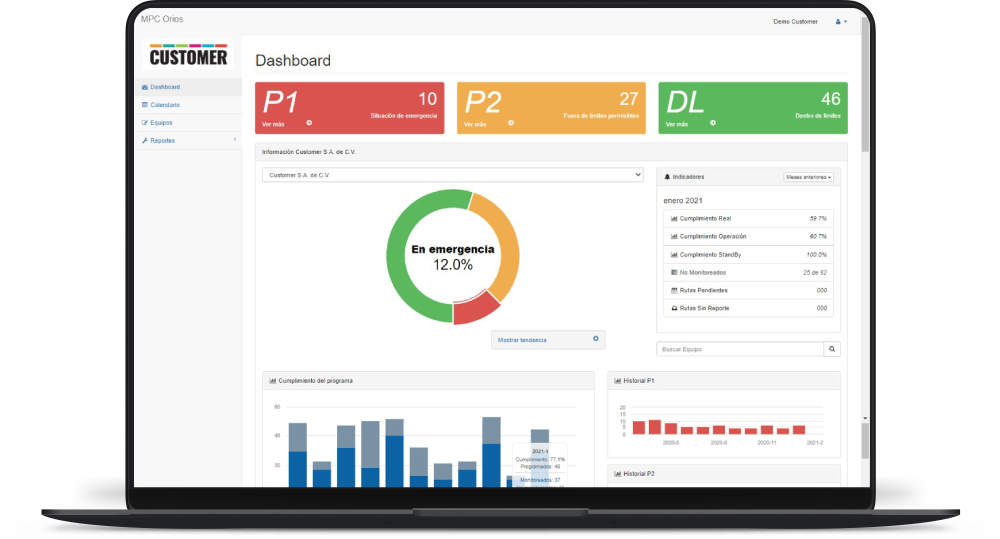 MPC Orios
Demo Customer
CUSTOMER
Dashboard
Calendario
Equipos
Reportes
Dashboard
P1
10
Situación de emergencia
Ver más
P2
27
Fuera de límites permisibles
Ver más
DL
46
Dentro de límites
Ver más
Información Customer S.A. de C.V.
Customer S.A. de C.V.
En emergencia
12.0%
Mostrar tendencia
Indicadores
Meses anteriores
enero 2021
Cumplimiento Real 59.7%
Cumplimiento Operación 60.7%
Cumplimiento StandBy 100.0%
No Monitoreados 25 de 62
Rutas Pendientes 000
Rutas Sin Reporte 000
Buscar Equipo
Cumplimiento del programa
60
45
30
2021-1
Cumplimiento: 77.1%
Programados: 48
Monitoreados: 37
Historial P1
20
15
10
5
0
2020-5 2020-8 2020-11 2021-2
Historial P2